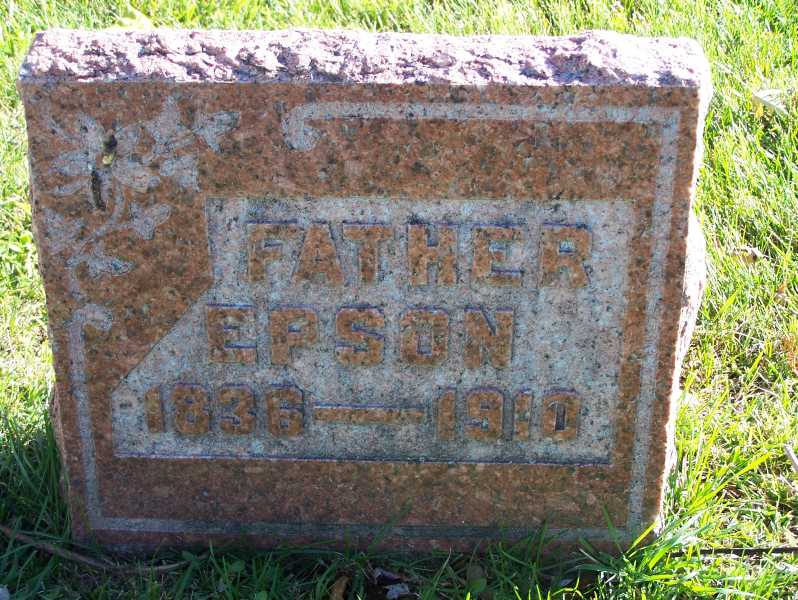 FATHER
EPSON
1836 — 1910